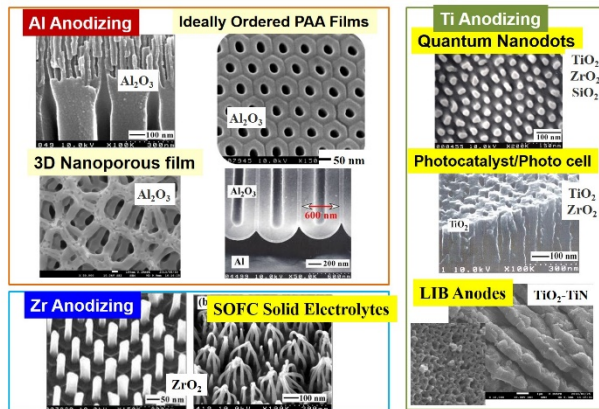 Al Anodizing
Ideally Ordered PAA Films
Al₂O₃
100 nm
Al₂O₃
50 nm
3D Nanoporous film
Al₂O₃
Al₂O₃
600 nm
Al
200 nm
Zr Anodizing
SOFC Solid Electrolytes
(b)
ZrO₂
50 nm
100 nm
Ti Anodizing
Quantum Nanodots
TiO₂
ZrO₂
SiO₂
100 nm
Photocatalyst/Photo cell
TiO₂
ZrO₂
TiO₂
100 nm
LIB Anodes
TiO₂-TiN